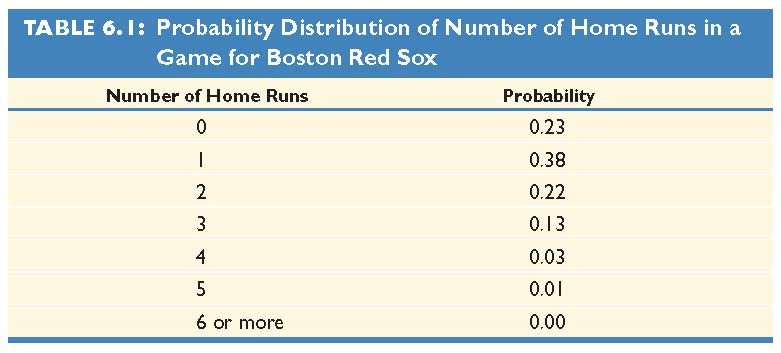 TABLE 6.1: Probability Distribution of Number of Home Runs in a
Game for Boston Red Sox
Number of Home Runs Probability
0 0.23
1 0.38
2 0.22
3 0.13
4 0.03
5 0.01
6 or more 0.00